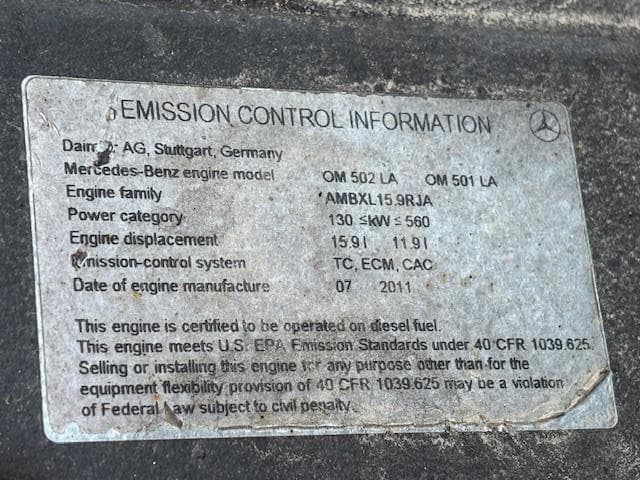 EMISSION CONTROL INFORMATION
Daimler AG, Stuttgart, Germany
Mercedes-Benz engine model OM 502 LA OM 501 LA
Engine family AMBXL15.9RJA
Power category 130 ≤kW≤ 560
Engine displacement 15.9 l 11.9 l
Emission-control system TC, ECM, CAC
Date of engine manufacture 07 2011
This engine is certified to be operated on diesel fuel.
This engine meets U.S. EPA Emission Standards under 40 CFR 1039.625.
Selling or installing this engine for any purpose other than for the
equipment flexibility provision of 40 CFR 1039.625 may be a violation
of Federal Law subject to civil penalty.